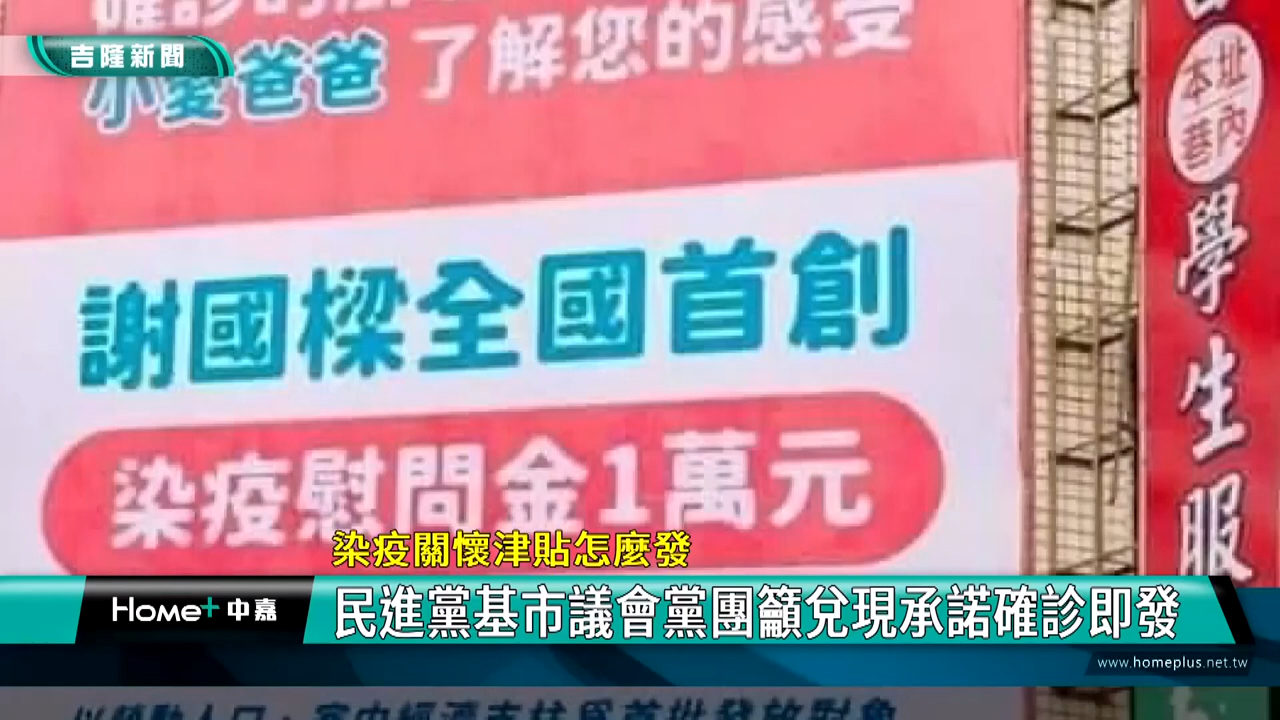 吉隆新聞
小愛爸爸 了解您的感受
本址
巷內
學生服
謝國樑全國首創
染疫慰問金1萬元
染疫關懷津貼怎麼發
Home+中嘉
民進黨基市議會黨團籲兌現承諾確診即發
www.homeplus.net.tw